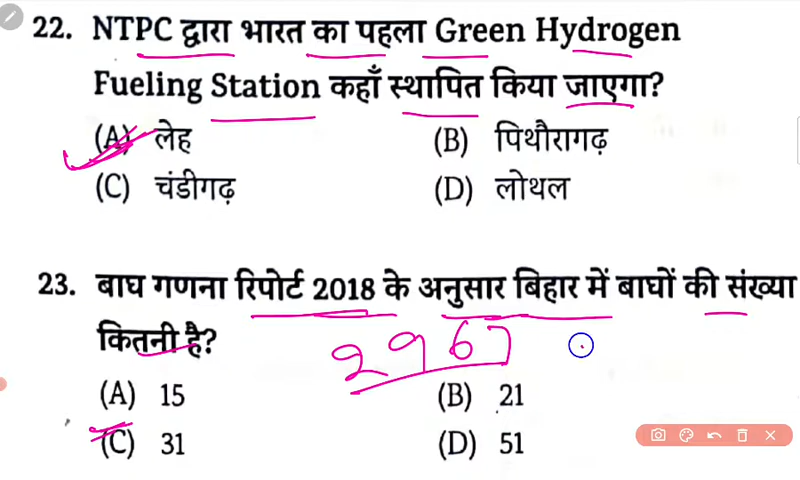 22. NTPC द्वारा भारत का पहला Green Hydrogen
Fueling Station कहाँ स्थापित किया जाएगा?
(A) लेह (B) पिथौरागढ़
(C) चंडीगढ़ (D) लोथल
23. बाघ गणना रिपोर्ट 2018 के अनुसार बिहार में बाघों की संख्या
कितनी है?
2967
(A) 15 (B) 21
(C) 31 (D) 51